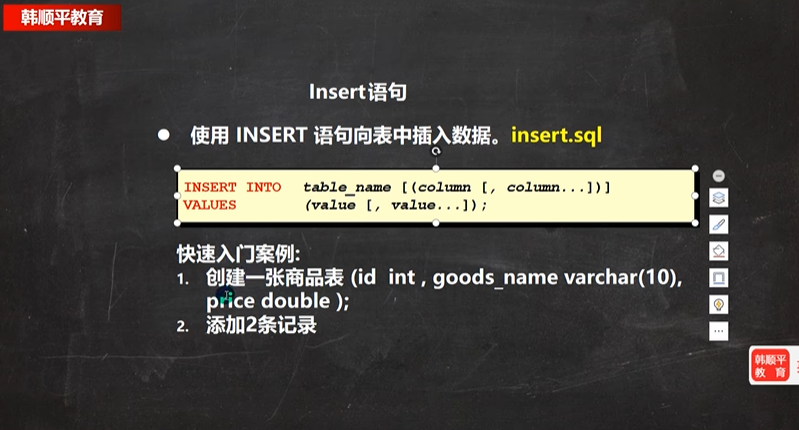 韩顺平教育
Insert语句
● 使用 INSERT 语句向表中插入数据。insert.sql
INSERT INTO table_name [(column [, column...])]
VALUES (value [, value...]);
快速入门案例:
1. 创建一张商品表 (id int , goods_name varchar(10),
price double );
2. 添加2条记录
韩顺平
教 育